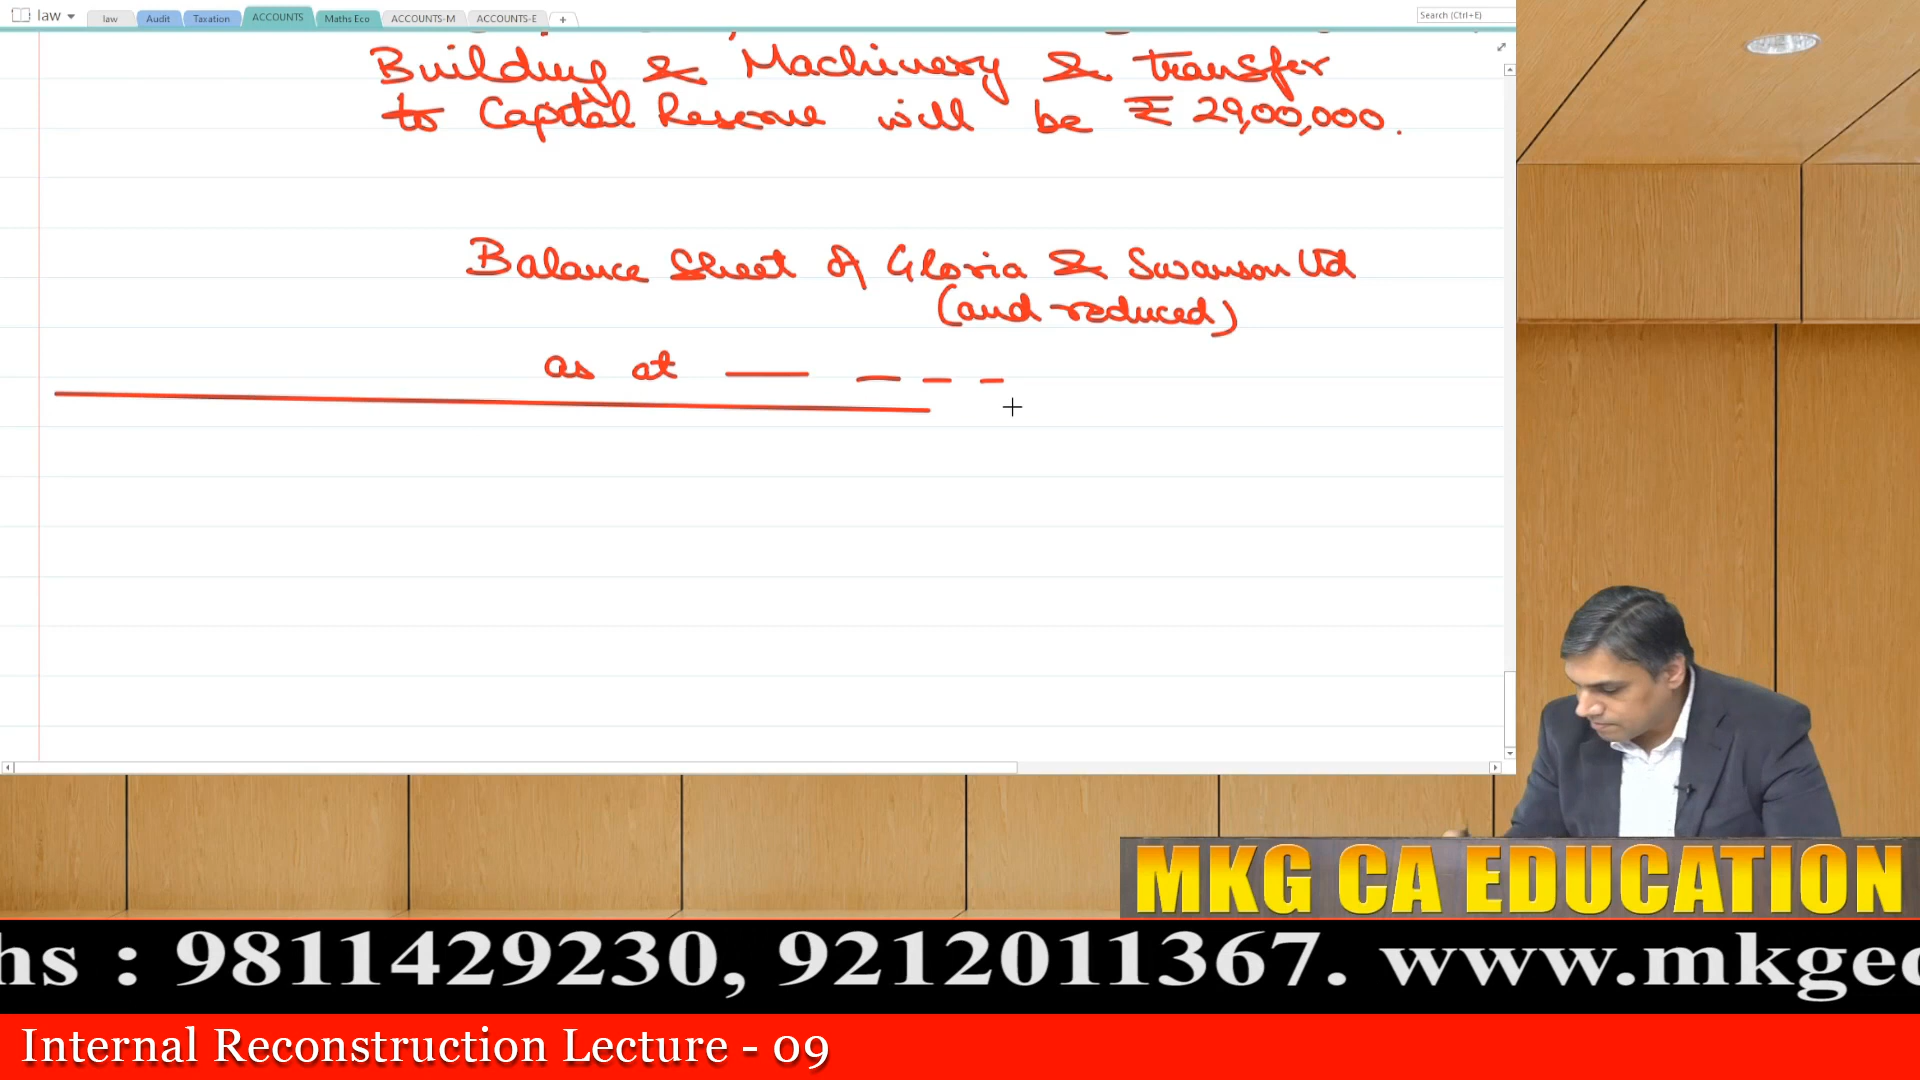 law
law Audit Taxation ACCOUNTS Maths Eco ACCOUNTS-M ACCOUNTS-E +
Search (Ctrl+E)
Building & Machinery & transfer
to Capital Reserve will be ₹ 29,00,000.
Balance Sheet of Gloria & Swanson Ltd
(and reduced)
as at
MKG CA EDUCATION
hs : 9811429230, 9212011367. www.mkged
Internal Reconstruction Lecture - 09